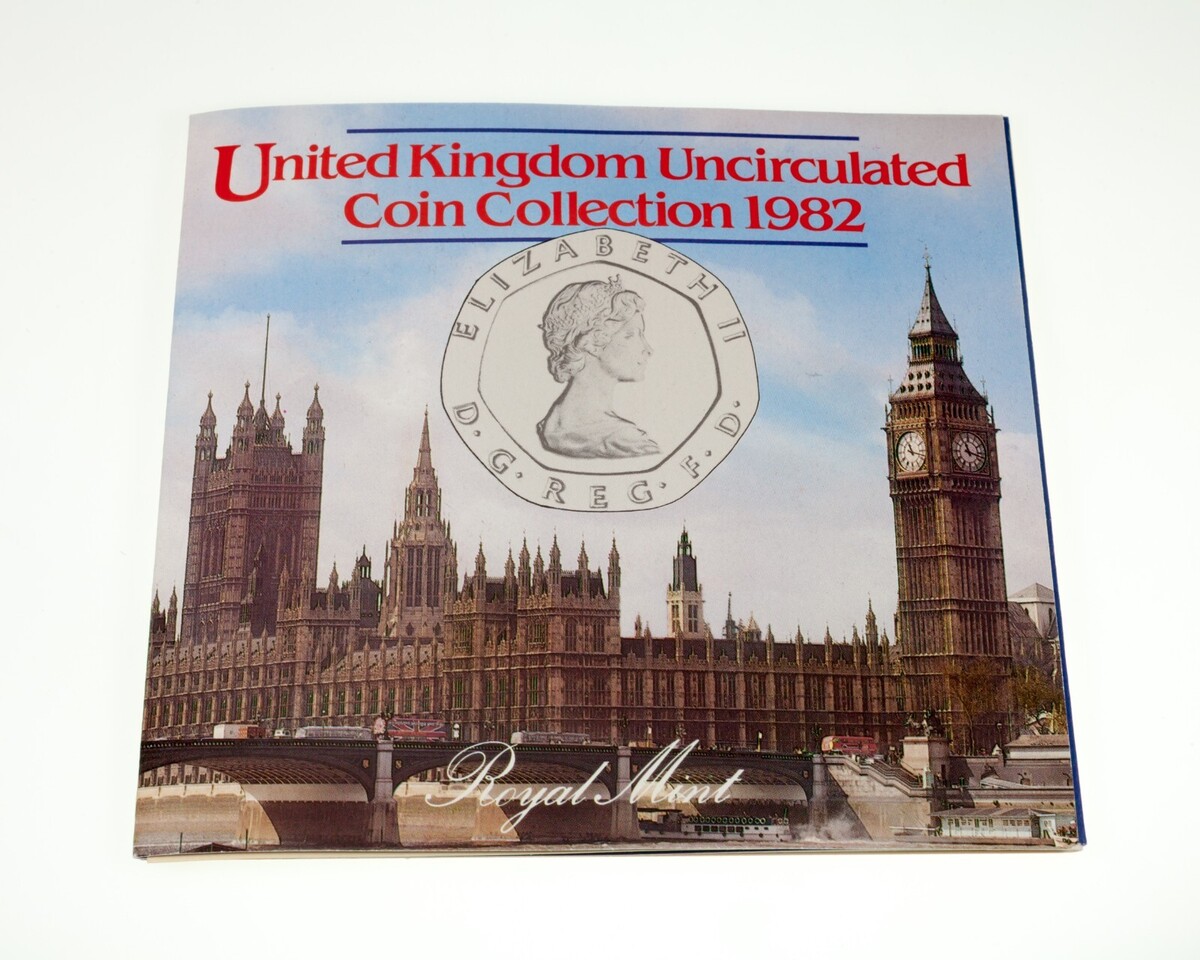 United Kingdom Uncirculated
Coin Collection 1982
ELIZABETH II
D. G. REG. F. D.
Royal Mint